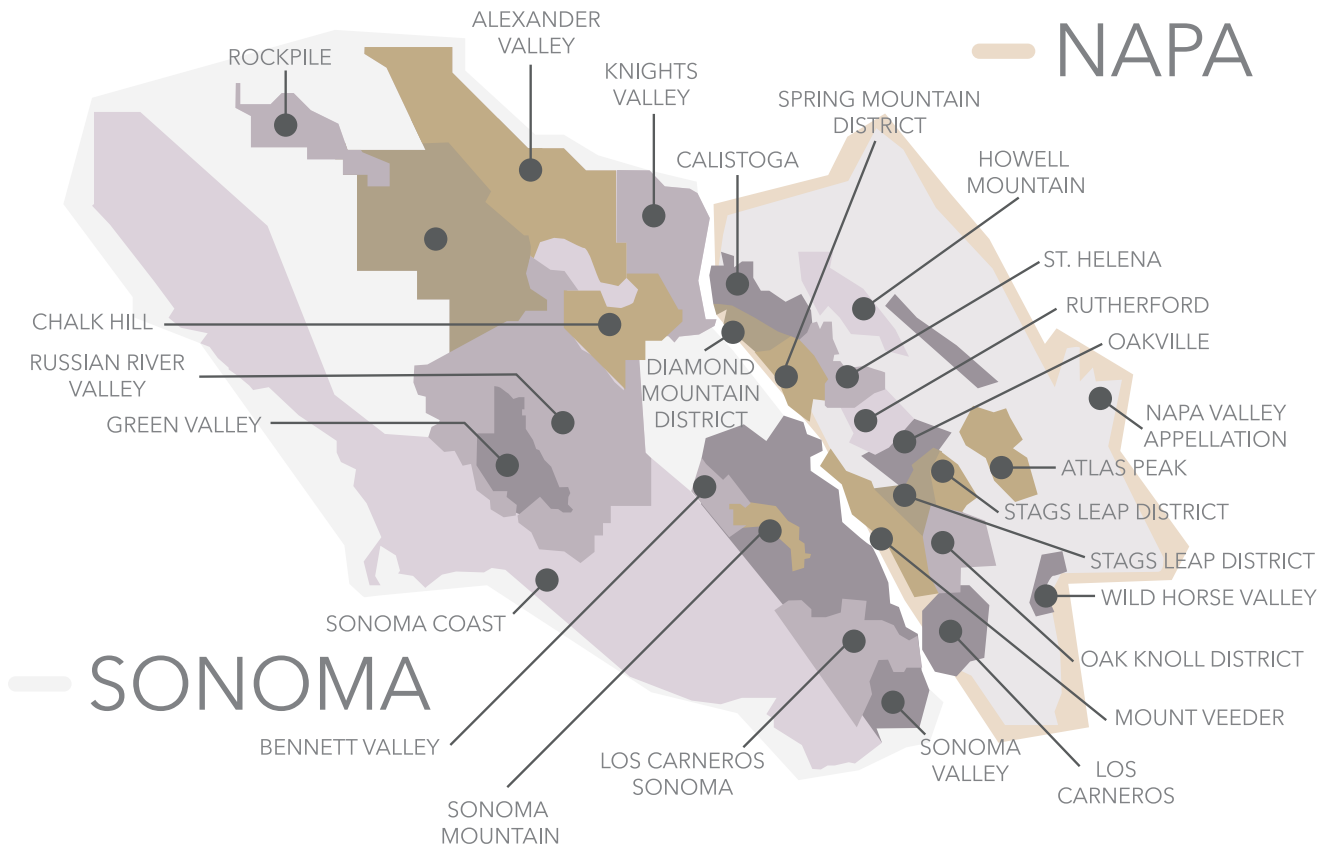 ALEXANDER
VALLEY
NAPA
ROCKPILE
KNIGHTS
VALLEY
SPRING MOUNTAIN
DISTRICT
CALISTOGA
HOWELL
MOUNTAIN
ST. HELENA
RUTHERFORD
CHALK HILL
OAKVILLE
RUSSIAN RIVER
VALLEY
DIAMOND
MOUNTAIN
DISTRICT
GREEN VALLEY
NAPA VALLEY
APPELLATION
ATLAS PEAK
STAGS LEAP DISTRICT
STAGS LEAP DISTRICT
WILD HORSE VALLEY
SONOMA COAST
OAK KNOLL DISTRICT
SONOMA
MOUNT VEEDER
BENNETT VALLEY
LOS CARNEROS
SONOMA
SONOMA
VALLEY
LOS
CARNEROS
SONOMA
MOUNTAIN